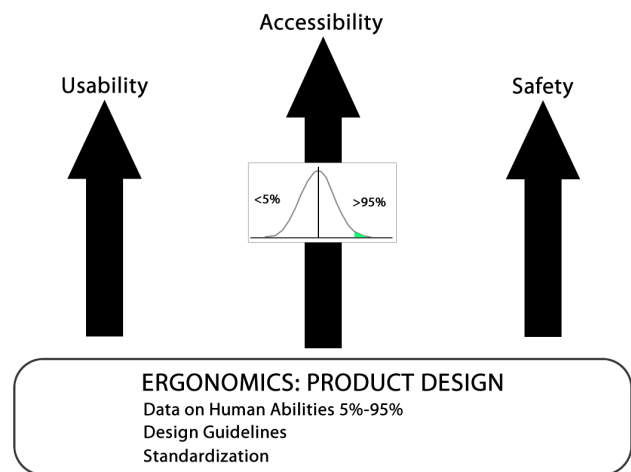 Accessibility
Usability
Safety
<5%
>95%
ERGONOMICS: PRODUCT DESIGN
Data on Human Abilities 5%-95%
Design Guidelines
Standardization